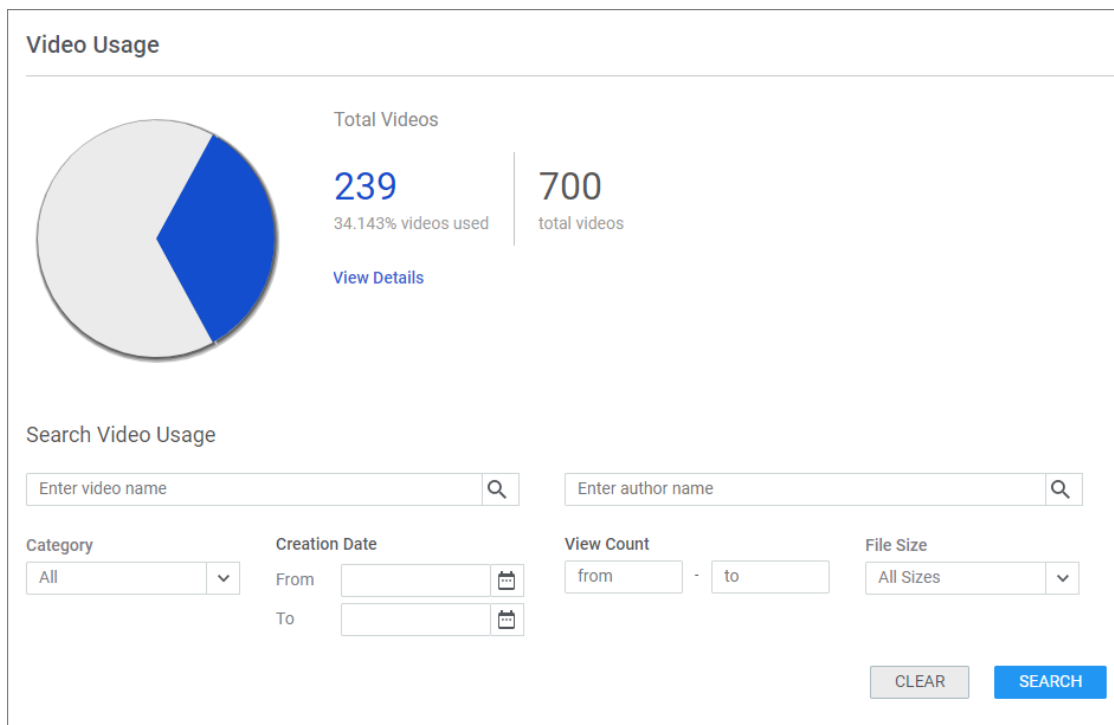 Video Usage
Total Videos
239
34.143% videos used
700
total videos
View Details
Search Video Usage
Enter video name
Enter author name
Category
All
Creation Date
From
To
View Count
from - to
File Size
All Sizes
CLEAR
SEARCH